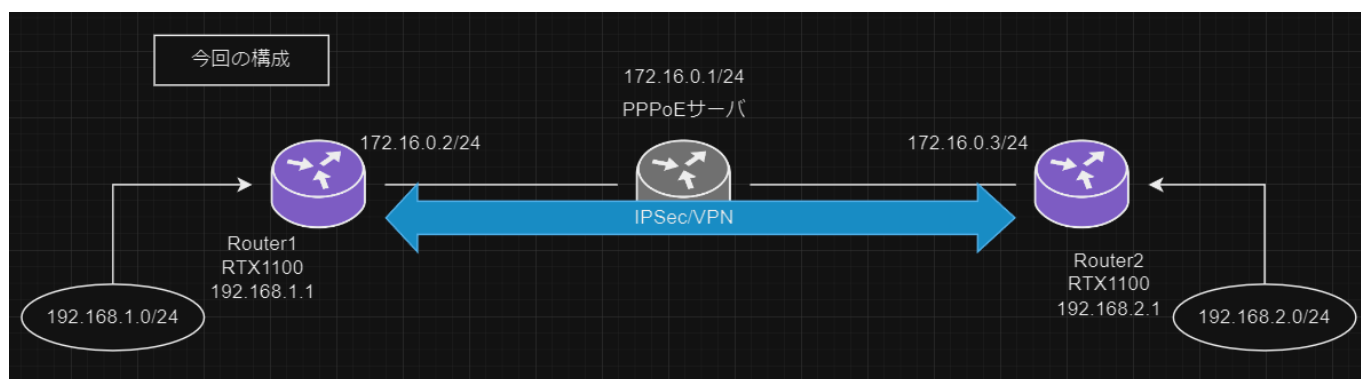 今回の構成
172.16.0.1/24
PPPoEサーバ
172.16.0.2/24
172.16.0.3/24
IPSec/VPN
Router1
RTX1100
192.168.1.1
Router2
RTX1100
192.168.2.1
192.168.1.0/24
192.168.2.0/24